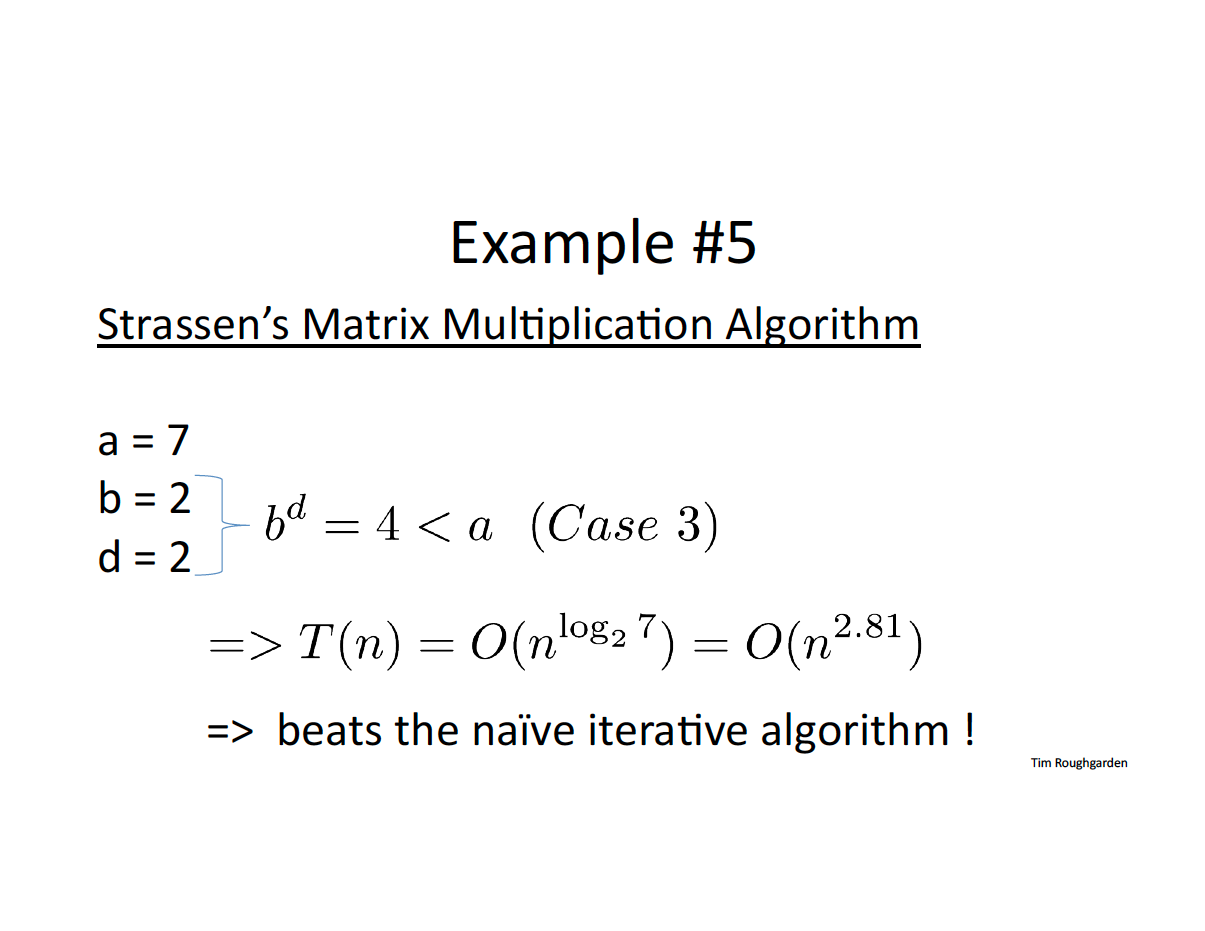 Example #5
Strassen’s Matrix Multiplication Algorithm
a = 7
b = 2
d = 2
b^d = 4 < a (Case 3)
=> T(n) = O(n^{log_2 7}) = O(n^{2.81})
=> beats the naïve iterative algorithm !
Tim Roughgarden